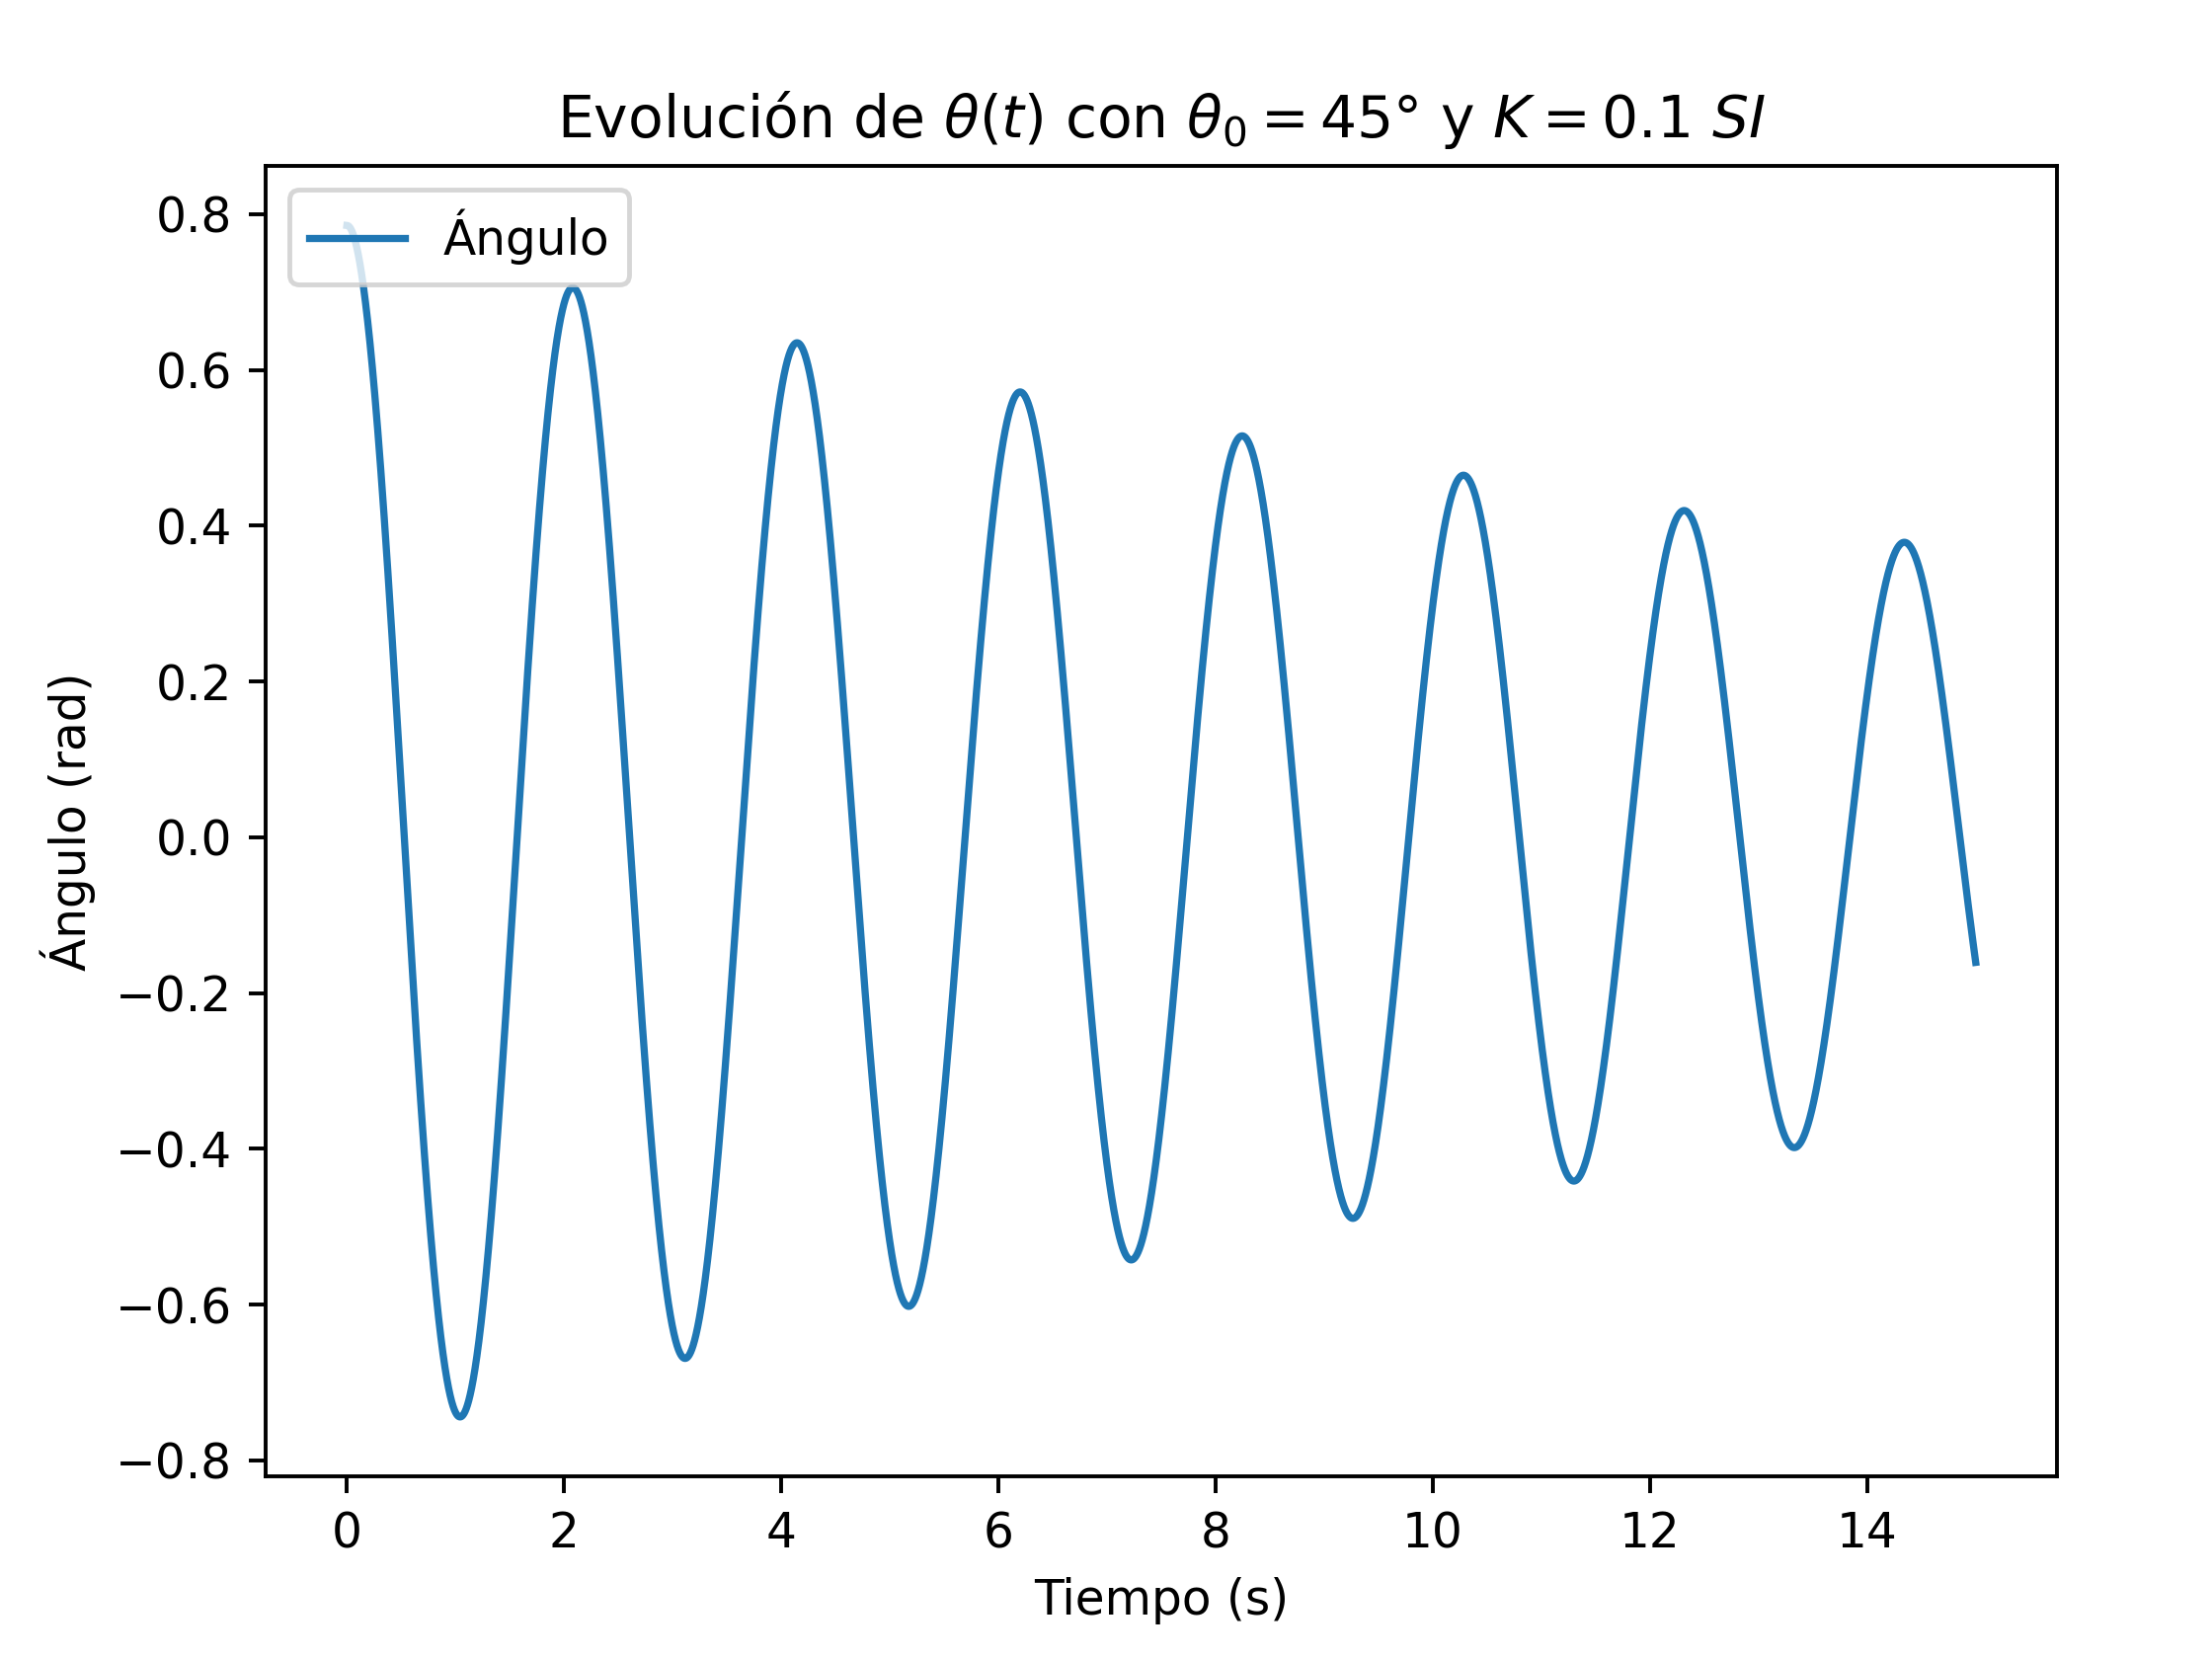 Evolución de θ(t) con θ₀ = 45° y K = 0.1 SI
Ángulo
0.8
0.6
0.4
0.2
0.0
−0.2
−0.4
−0.6
−0.8
Ángulo (rad)
0 2 4 6 8 10 12 14
Tiempo (s)